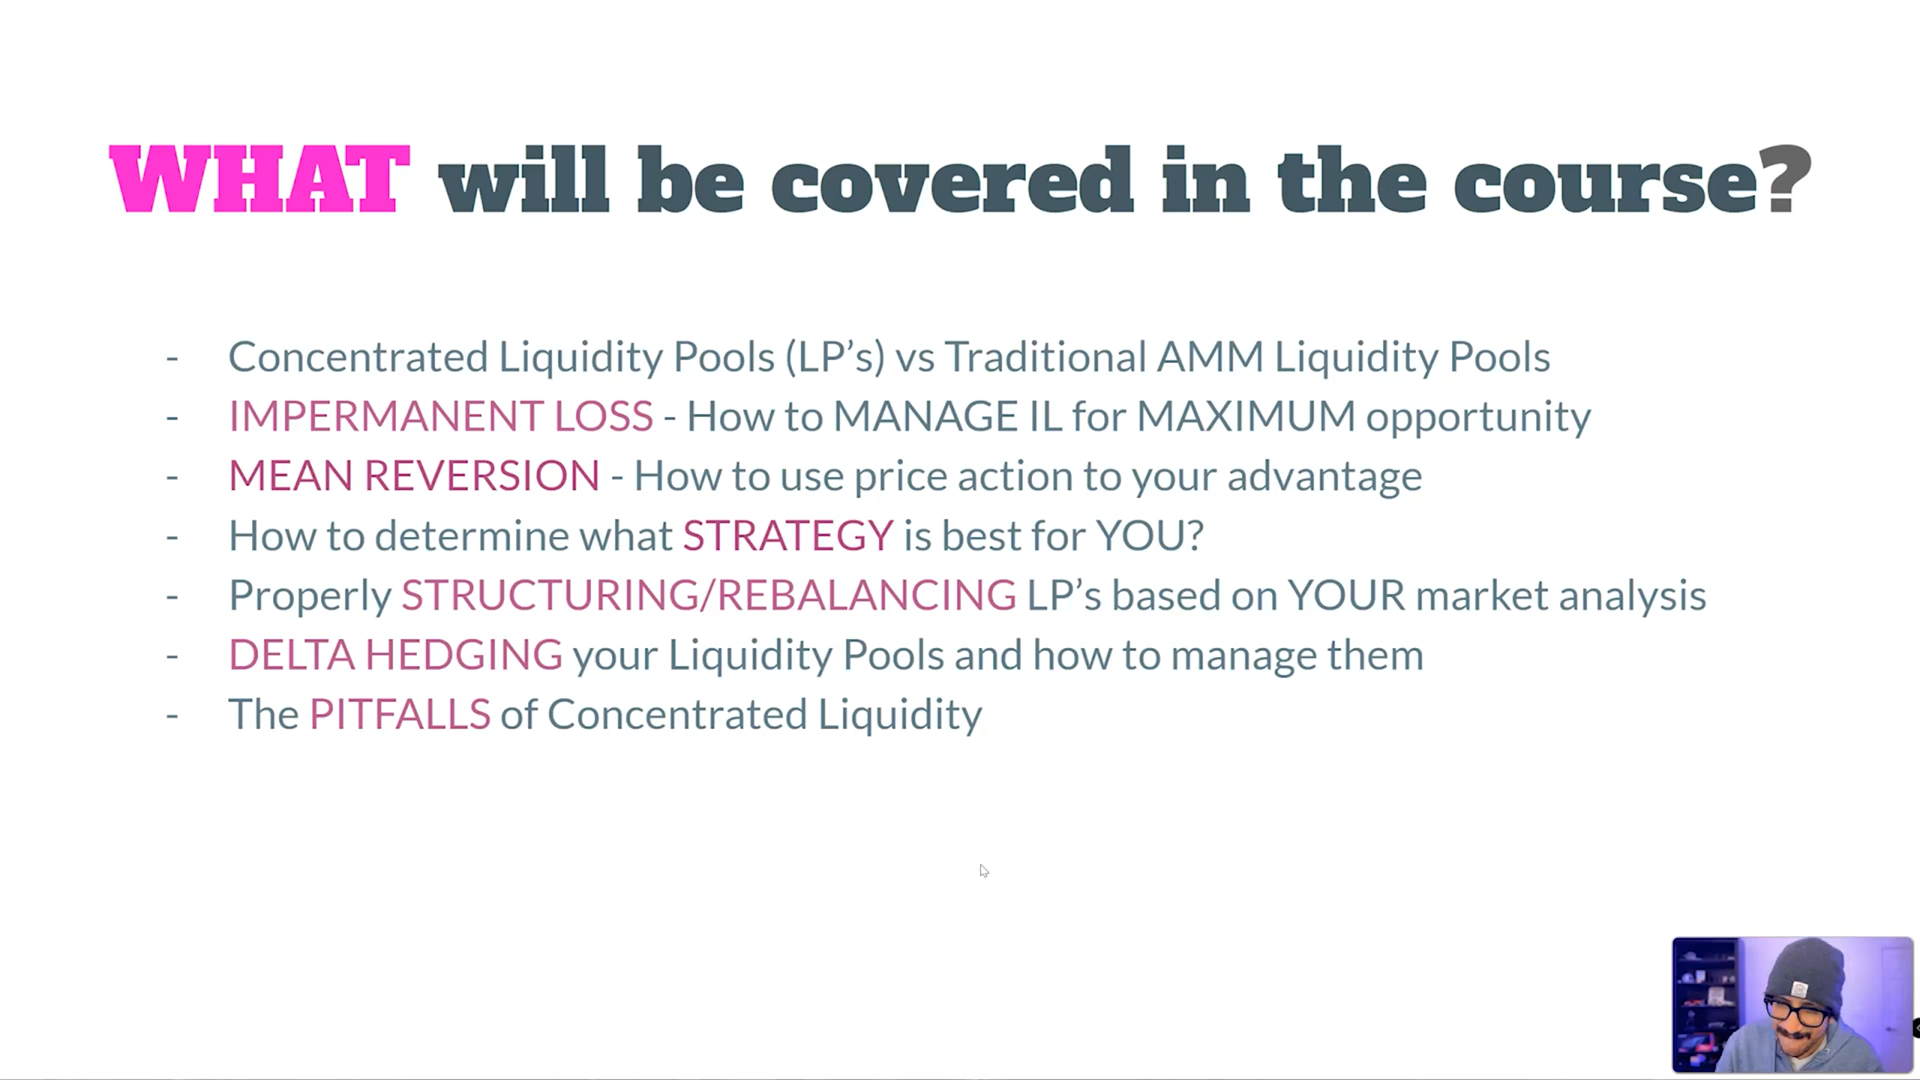 WHAT will be covered in the course?
- Concentrated Liquidity Pools (LP’s) vs Traditional AMM Liquidity Pools
- IMPERMANENT LOSS - How to MANAGE IL for MAXIMUM opportunity
- MEAN REVERSION - How to use price action to your advantage
- How to determine what STRATEGY is best for YOU?
- Properly STRUCTURING/REBALANCING LP’s based on YOUR market analysis
- DELTA HEDGING your Liquidity Pools and how to manage them
- The PITFALLS of Concentrated Liquidity